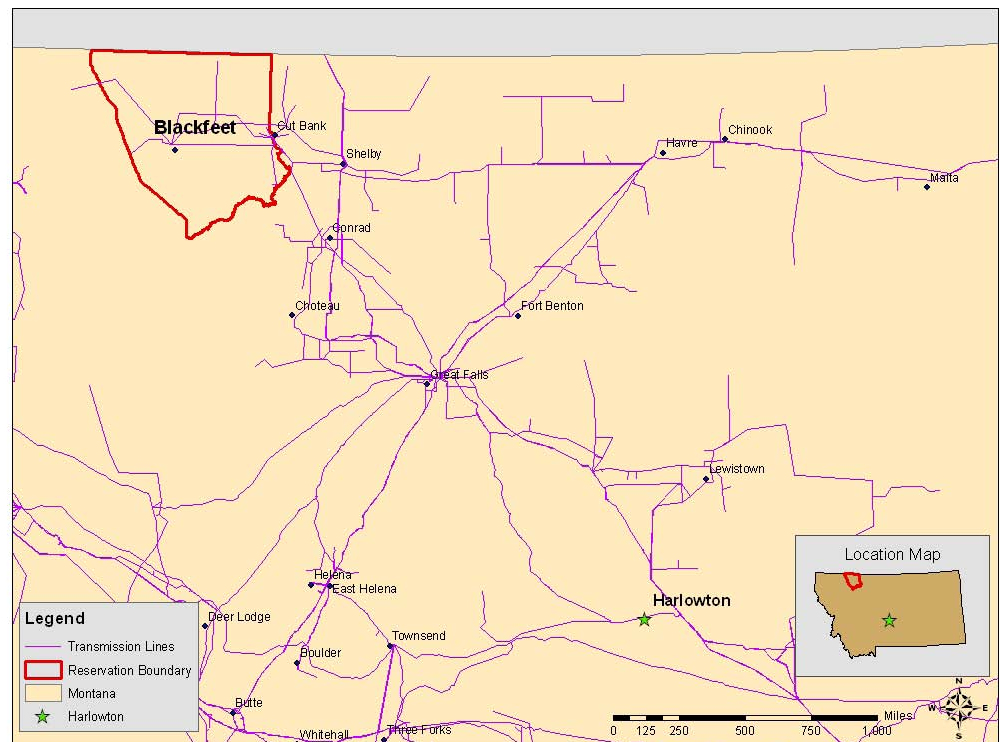 Blackfeet
Cut Bank
Shelby
Havre
Chinook
Malta
Conrad
Choteau
Fort Benton
Great Falls
Lewistown
Location Map
Helena
East Helena
Harlowton
Deer Lodge
Townsend
Boulder
Butte
Whitehall
Three Forks
Legend
Transmission Lines
Reservation Boundary
Montana
Harlowton
N
W E
S
Miles
0 125 250 500 750 1,000